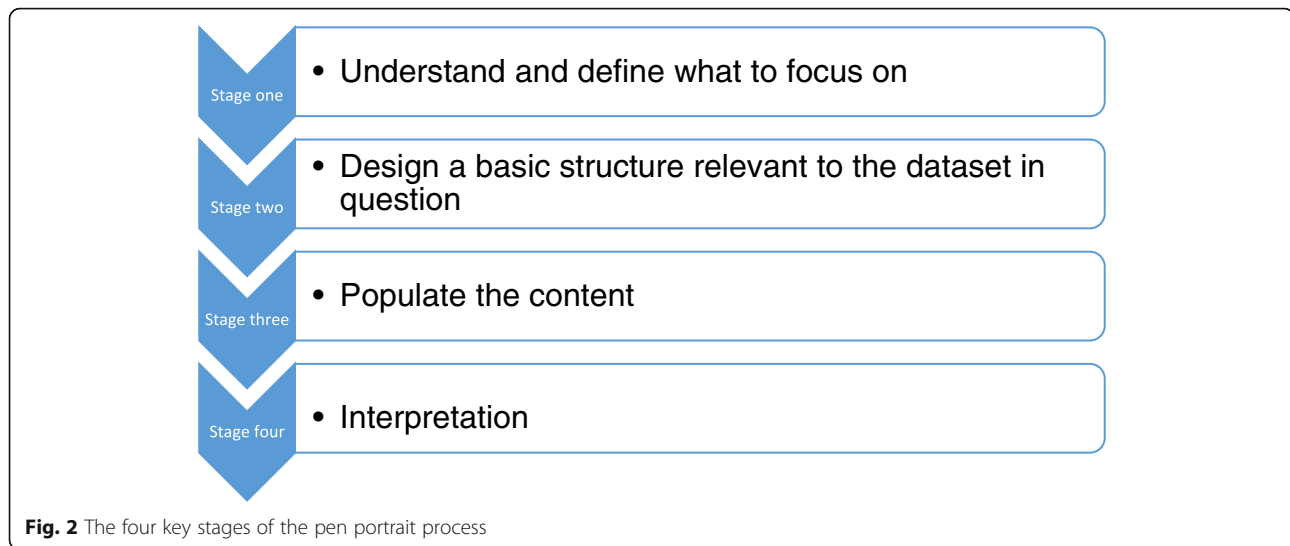 Stage one
• Understand and define what to focus on
Stage two
• Design a basic structure relevant to the dataset in
question
Stage three
• Populate the content
Stage four
• Interpretation
Fig. 2 The four key stages of the pen portrait process